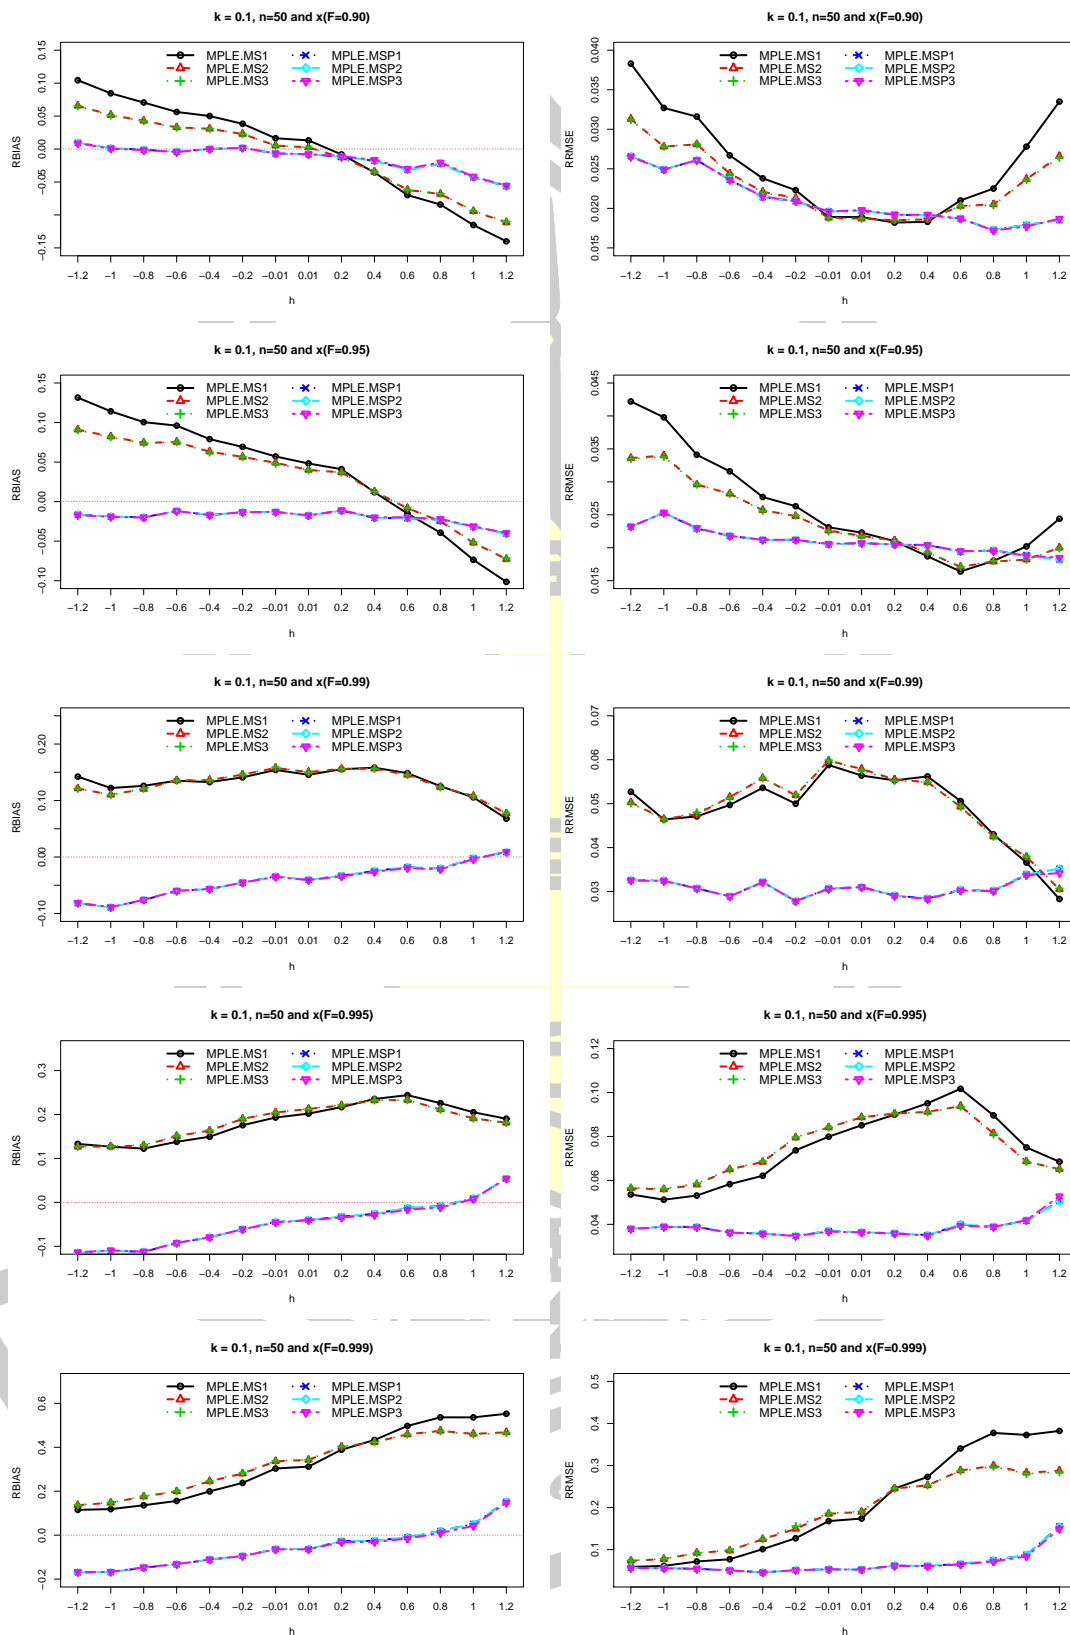 k = 0.1, n=50 and x(F=0.90)
RBIAS
0.15
0.10
0.05
0.00
−0.05
−0.15
MPLE.MS1
MPLE.MS2
MPLE.MS3
MPLE.MSP1
MPLE.MSP2
MPLE.MSP3
−1.2 −1 −0.8 −0.6 −0.4 −0.2 −0.01 0.01 0.2 0.4 0.6 0.8 1 1.2
h
k = 0.1, n=50 and x(F=0.90)
RRMSE
0.040
0.030
0.025
0.020
0.015
MPLE.MS1
MPLE.MS2
MPLE.MS3
MPLE.MSP1
MPLE.MSP2
MPLE.MSP3
−1.2 −1 −0.8 −0.6 −0.4 −0.2 −0.01 0.01 0.2 0.4 0.6 0.8 1 1.2
h
k = 0.1, n=50 and x(F=0.95)
RBIAS
0.15
0.10
0.05
0.00
−0.05
−0.10
MPLE.MS1
MPLE.MS2
MPLE.MS3
MPLE.MSP1
MPLE.MSP2
MPLE.MSP3
−1.2 −1 −0.8 −0.6 −0.4 −0.2 −0.01 0.01 0.2 0.4 0.6 0.8 1 1.2
h
k = 0.1, n=50 and x(F=0.95)
RRMSE
0.045
0.035
0.025
0.015
MPLE.MS1
MPLE.MS2
MPLE.MS3
MPLE.MSP1
MPLE.MSP2
MPLE.MSP3
−1.2 −1 −0.8 −0.6 −0.4 −0.2 −0.01 0.01 0.2 0.4 0.6 0.8 1 1.2
h
k = 0.1, n=50 and x(F=0.99)
RBIAS
0.20
0.10
0.00
−0.10
MPLE.MS1
MPLE.MS2
MPLE.MS3
MPLE.MSP1
MPLE.MSP2
MPLE.MSP3
−1.2 −1 −0.8 −0.6 −0.4 −0.2 −0.01 0.01 0.2 0.4 0.6 0.8 1 1.2
h
k = 0.1, n=50 and x(F=0.99)
RRMSE
0.07
0.06
0.05
0.04
0.03
MPLE.MS1
MPLE.MS2
MPLE.MS3
MPLE.MSP1
MPLE.MSP2
MPLE.MSP3
−1.2 −1 −0.8 −0.6 −0.4 −0.2 −0.01 0.01 0.2 0.4 0.6 0.8 1 1.2
h
k = 0.1, n=50 and x(F=0.995)
RBIAS
0.3
0.2
0.1
0.0
−0.1
MPLE.MS1
MPLE.MS2
MPLE.MS3
MPLE.MSP1
MPLE.MSP2
MPLE.MSP3
−1.2 −1 −0.8 −0.6 −0.4 −0.2 −0.01 0.01 0.2 0.4 0.6 0.8 1 1.2
h
k = 0.1, n=50 and x(F=0.995)
RRMSE
0.12
0.10
0.08
0.06
0.04
MPLE.MS1
MPLE.MS2
MPLE.MS3
MPLE.MSP1
MPLE.MSP2
MPLE.MSP3
−1.2 −1 −0.8 −0.6 −0.4 −0.2 −0.01 0.01 0.2 0.4 0.6 0.8 1 1.2
h
k = 0.1, n=50 and x(F=0.999)
RBIAS
0.6
0.4
0.2
0.0
−0.2
MPLE.MS1
MPLE.MS2
MPLE.MS3
MPLE.MSP1
MPLE.MSP2
MPLE.MSP3
−1.2 −1 −0.8 −0.6 −0.4 −0.2 −0.01 0.01 0.2 0.4 0.6 0.8 1 1.2
h
k = 0.1, n=50 and x(F=0.999)
RRMSE
0.5
0.4
0.3
0.2
0.1
MPLE.MS1
MPLE.MS2
MPLE.MS3
MPLE.MSP1
MPLE.MSP2
MPLE.MSP3
−1.2 −1 −0.8 −0.6 −0.4 −0.2 −0.01 0.01 0.2 0.4 0.6 0.8 1 1.2
h